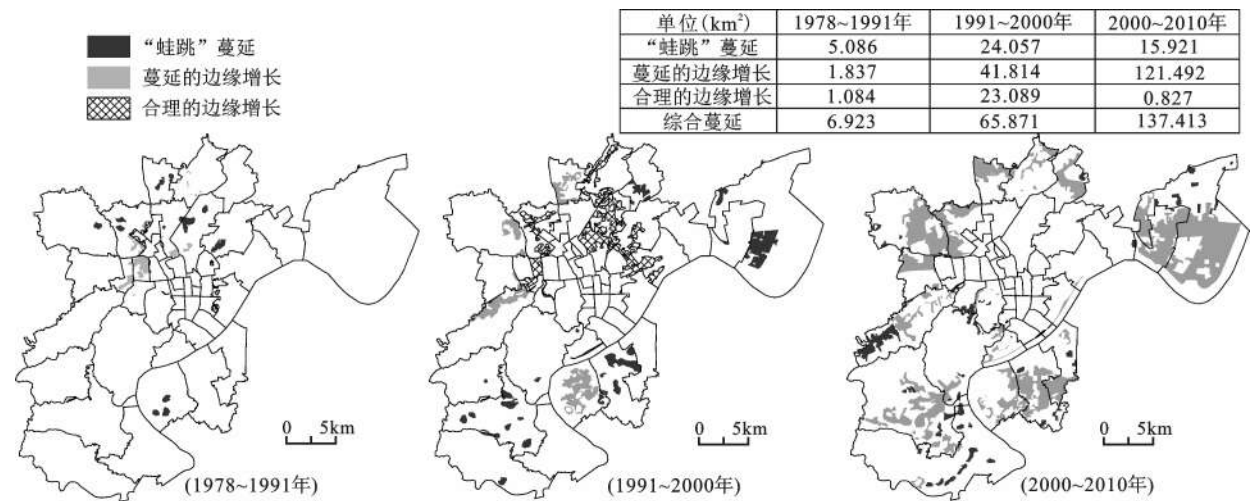 单位(km²) 1978~1991年 1991~2000年 2000~2010年
“蛙跳”蔓延 5.086 24.057 15.921
蔓延的边缘增长 1.837 41.814 121.492
合理的边缘增长 1.084 23.089 0.827
综合蔓延 6.923 65.871 137.413
“蛙跳”蔓延
蔓延的边缘增长
合理的边缘增长
0 5km
(1978~1991年)
0 5km
(1991~2000年)
0 5km
(2000~2010年)